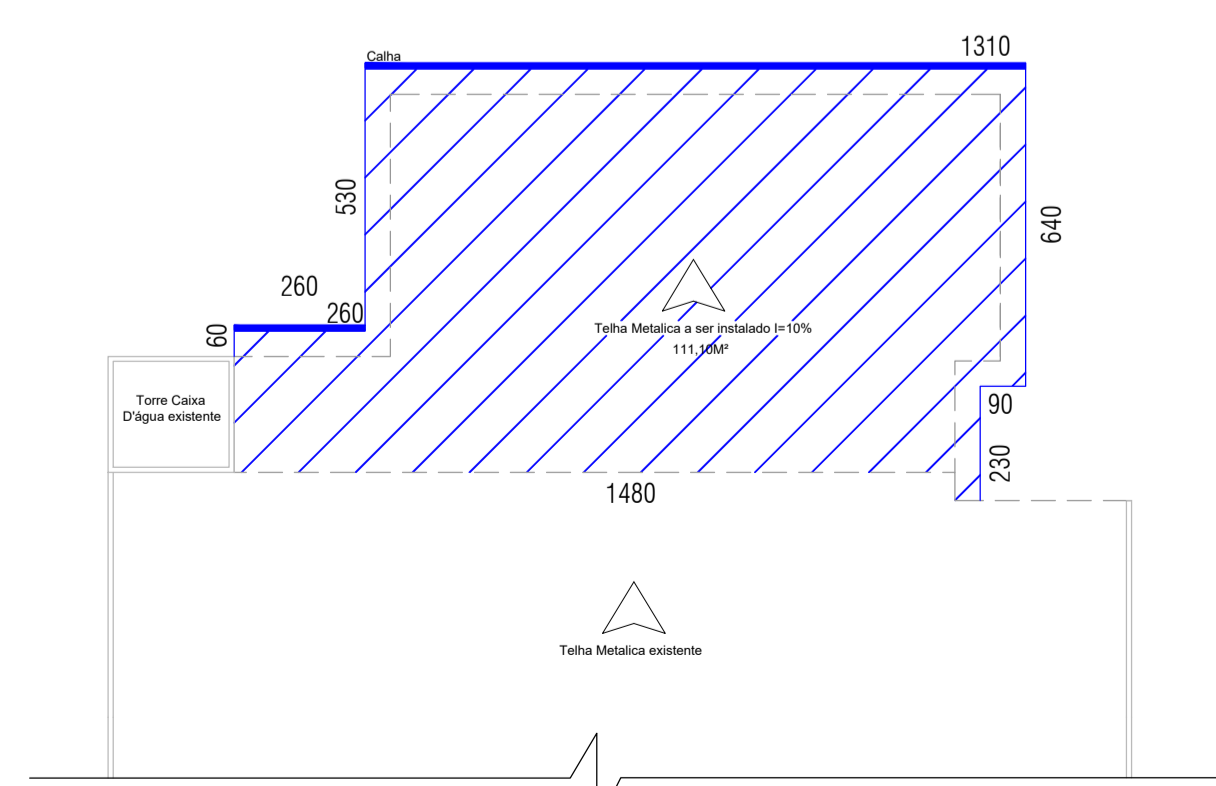 1310
Calha
530
640
260
260
60
Telha Metalica a ser instalado I=10%
111,10M²
Torre Caixa
D'água existente
90
230
1480
Telha Metalica existente